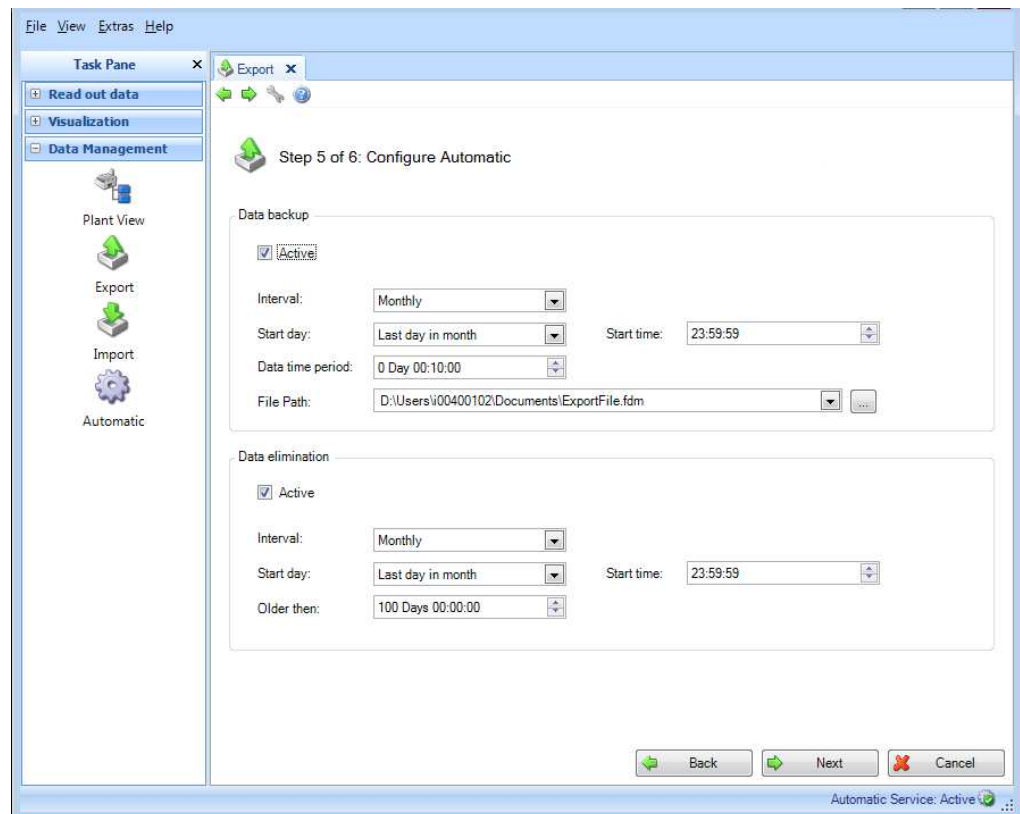 File View Extras Help
Task Pane
Export
Read out data
Visualization
Data Management
Plant View
Export
Import
Automatic
Step 5 of 6: Configure Automatic
Data backup
Active
Interval: Monthly
Start day: Last day in month Start time: 23:59:59
Data time period: 0 Day 00:10:00
File Path: D:\Users\i00400102\Documents\ExportFile.fdm ...
Data elimination
Active
Interval: Monthly
Start day: Last day in month Start time: 23:59:59
Older then: 100 Days 00:00:00
Back Next Cancel
Automatic Service: Active